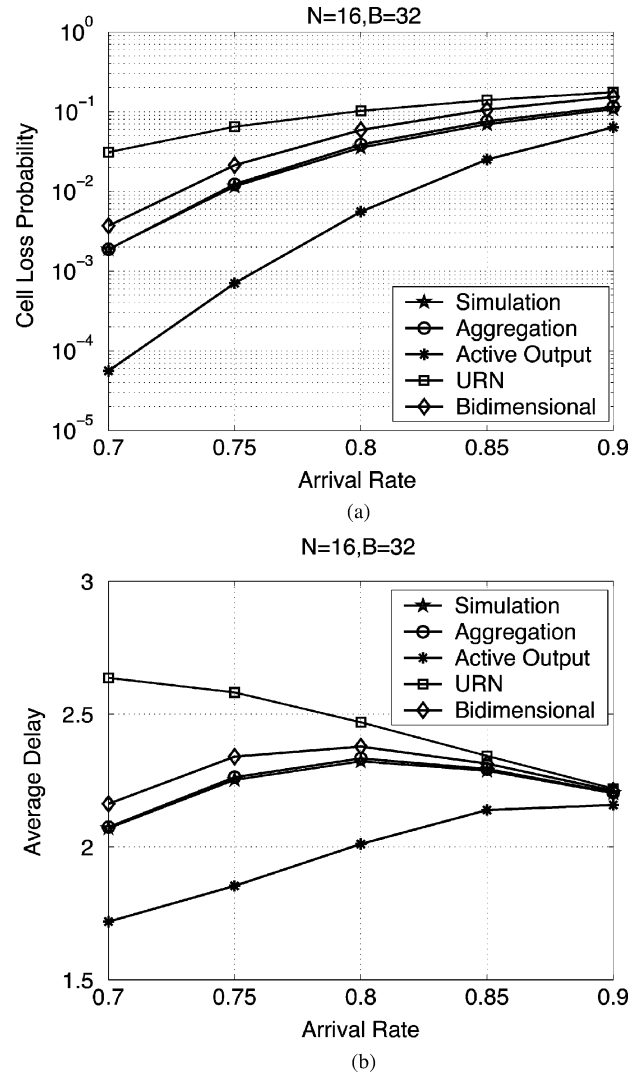 N=16,B=32
Cell Loss Probability
10^0
10^-1
10^-2
10^-3
10^-4
10^-5
Simulation
Aggregation
Active Output
URN
Bidimensional
0.7 0.75 0.8 0.85 0.9
Arrival Rate
(a)
N=16,B=32
Average Delay
3
2.5
2
1.5
Simulation
Aggregation
Active Output
URN
Bidimensional
0.7 0.75 0.8 0.85 0.9
Arrival Rate
(b)